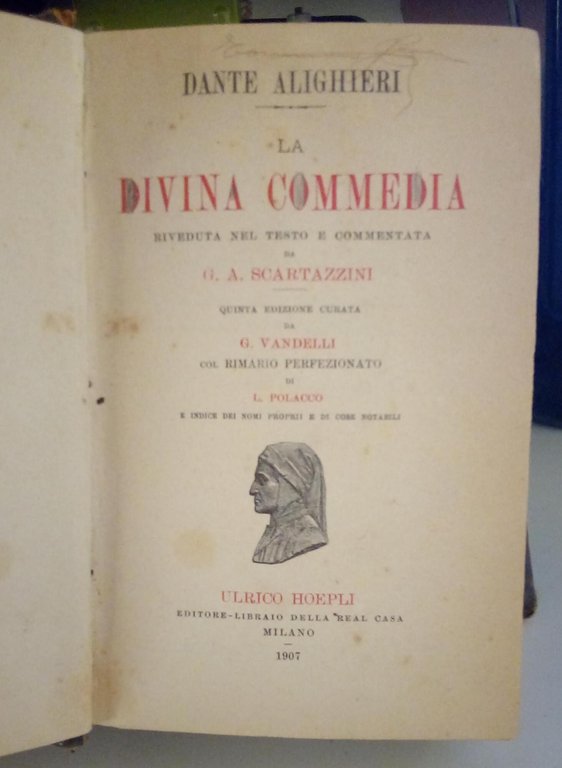 DANTE ALIGHIERI
LA
DIVINA COMMEDIA
RIVEDUTA NEL TESTO E COMMENTATA
DA
G. A. SCARTAZZINI
QUINTA EDIZIONE CURATA
DA
G. VANDELLI
COL RIMARIO PERFEZIONATO
DI
L. POLACCO
E INDICE DEI NOMI PROPRII E DI COSE NOTABILI
ULRICO HOEPLI
EDITORE-LIBRAIO DELLA REAL CASA
MILANO
1907